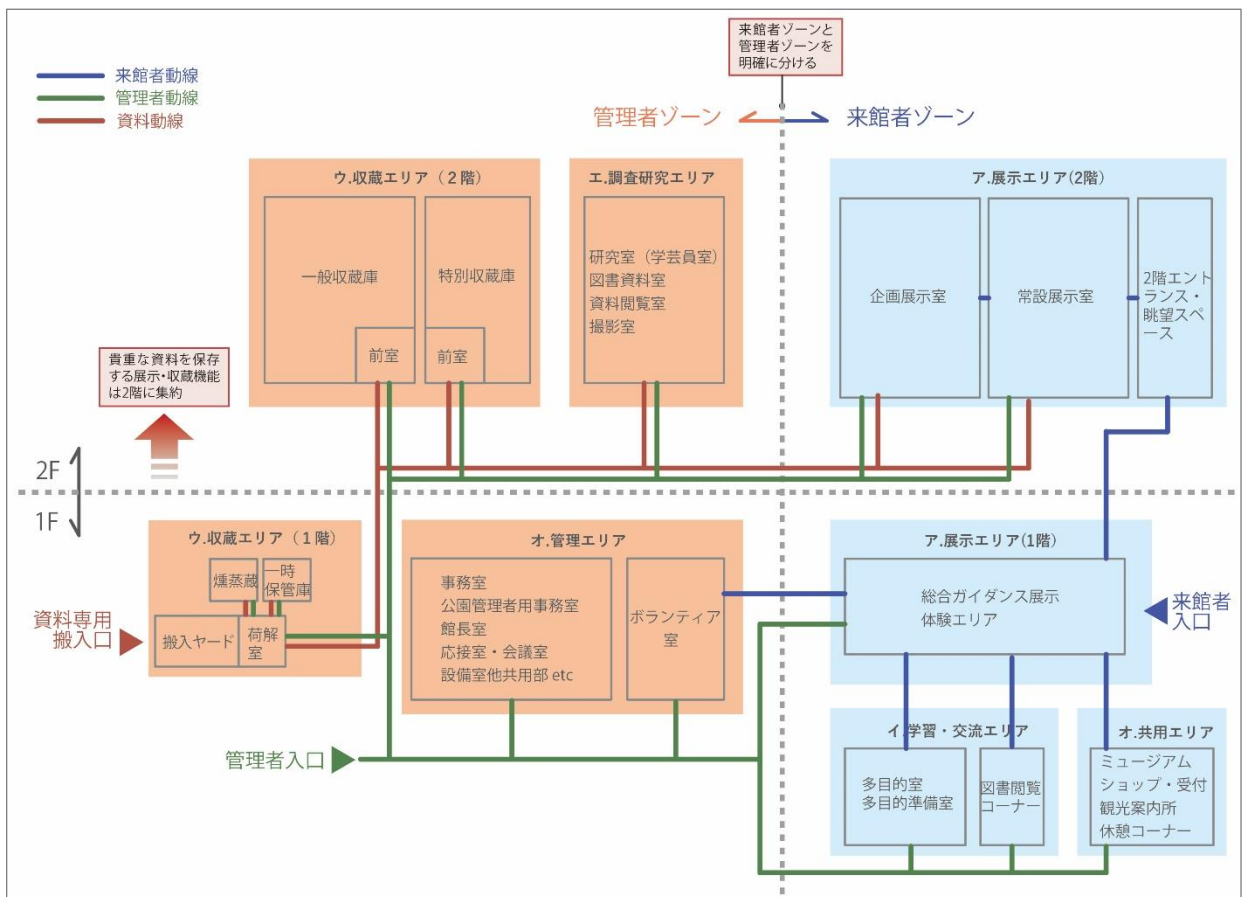 来館者ゾーンと
管理者ゾーンを
明確に分ける
来館者動線
管理者動線
資料動線
管理者ゾーン
来館者ゾーン
ウ.収蔵エリア（２階）
一般収蔵庫
特別収蔵庫
前室
前室
エ.調査研究エリア
研究室（学芸員室）
図書資料室
資料閲覧室
撮影室
ア.展示エリア(2階)
企画展示室
常設展示室
2階エント
ランス・
眺望スペ
ース
貴重な資料を保存
する展示・収蔵機能
は2階に集約
2F
1F
ウ.収蔵エリア（１階）
燻蒸蔵
一時
保管庫
搬入ヤード
荷解
室
資料専用
搬入口
オ.管理エリア
事務室
公園管理者用事務室
館長室
応接室・会議室
設備室他共用部 etc
ボランティア
室
ア.展示エリア(1階)
総合ガイダンス展示
体験エリア
来館者
入口
管理者入口
イ.学習・交流エリア
多目的室
多目的準備室
図書閲覧
コーナー
オ.共用エリア
ミュージアム
ショップ・受付
観光案内所
休憩コーナー